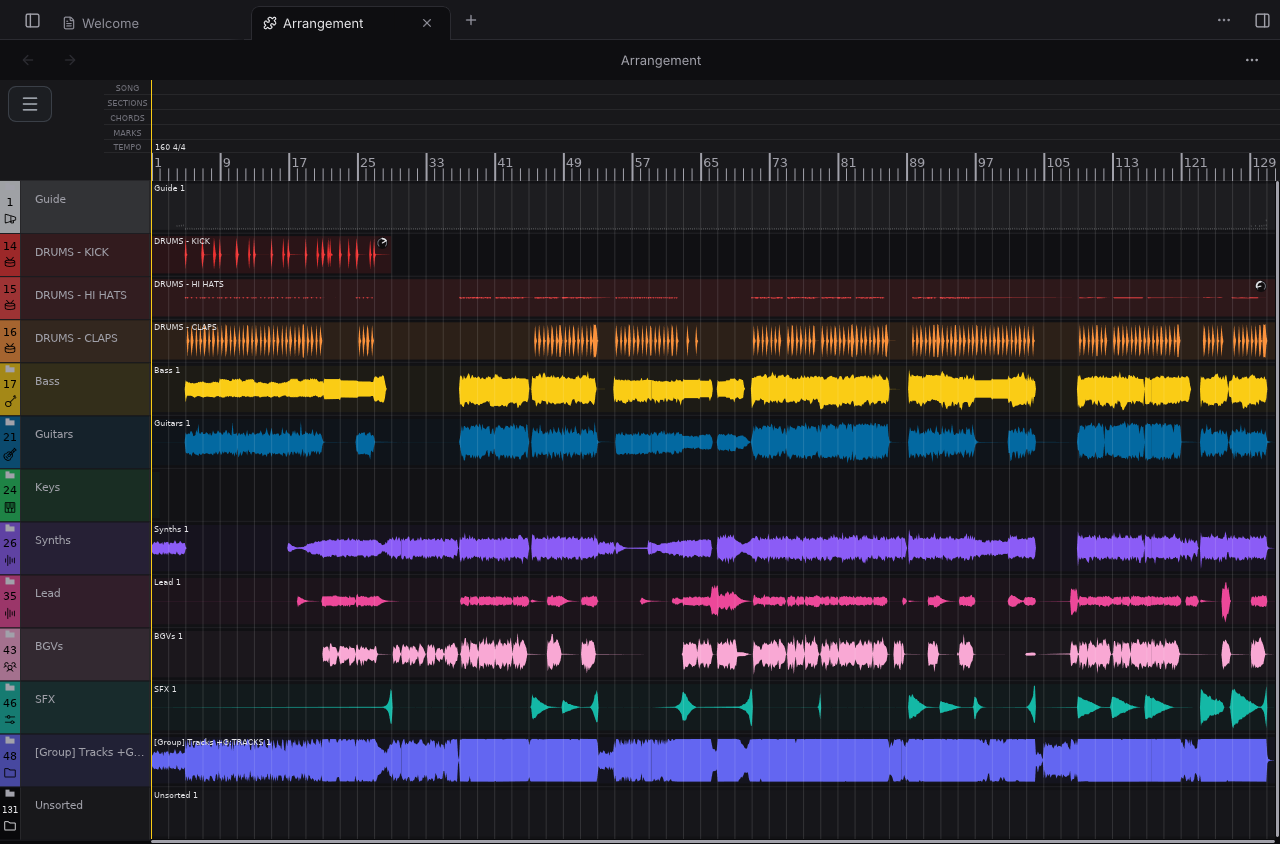 Welcome
Arrangement
Arrangement
SONG
SECTIONS
CHORDS
MARKS
TEMPO 160 4/4
1 9 17 25 33 41 49 57 65 73 81 89 97 105 113 121 129
1 Guide Guide 1
14 DRUMS - KICK DRUMS - KICK
15 DRUMS - HI HATS DRUMS - HI HATS
16 DRUMS - CLAPS DRUMS - CLAPS
17 Bass Bass 1
21 Guitars Guitars 1
24 Keys
26 Synths Synths 1
35 Lead Lead 1
43 BGVs BGVs 1
46 SFX SFX 1
48 [Group] Tracks +G... [Group] Tracks +G:TRACKS 1
131 Unsorted Unsorted 1